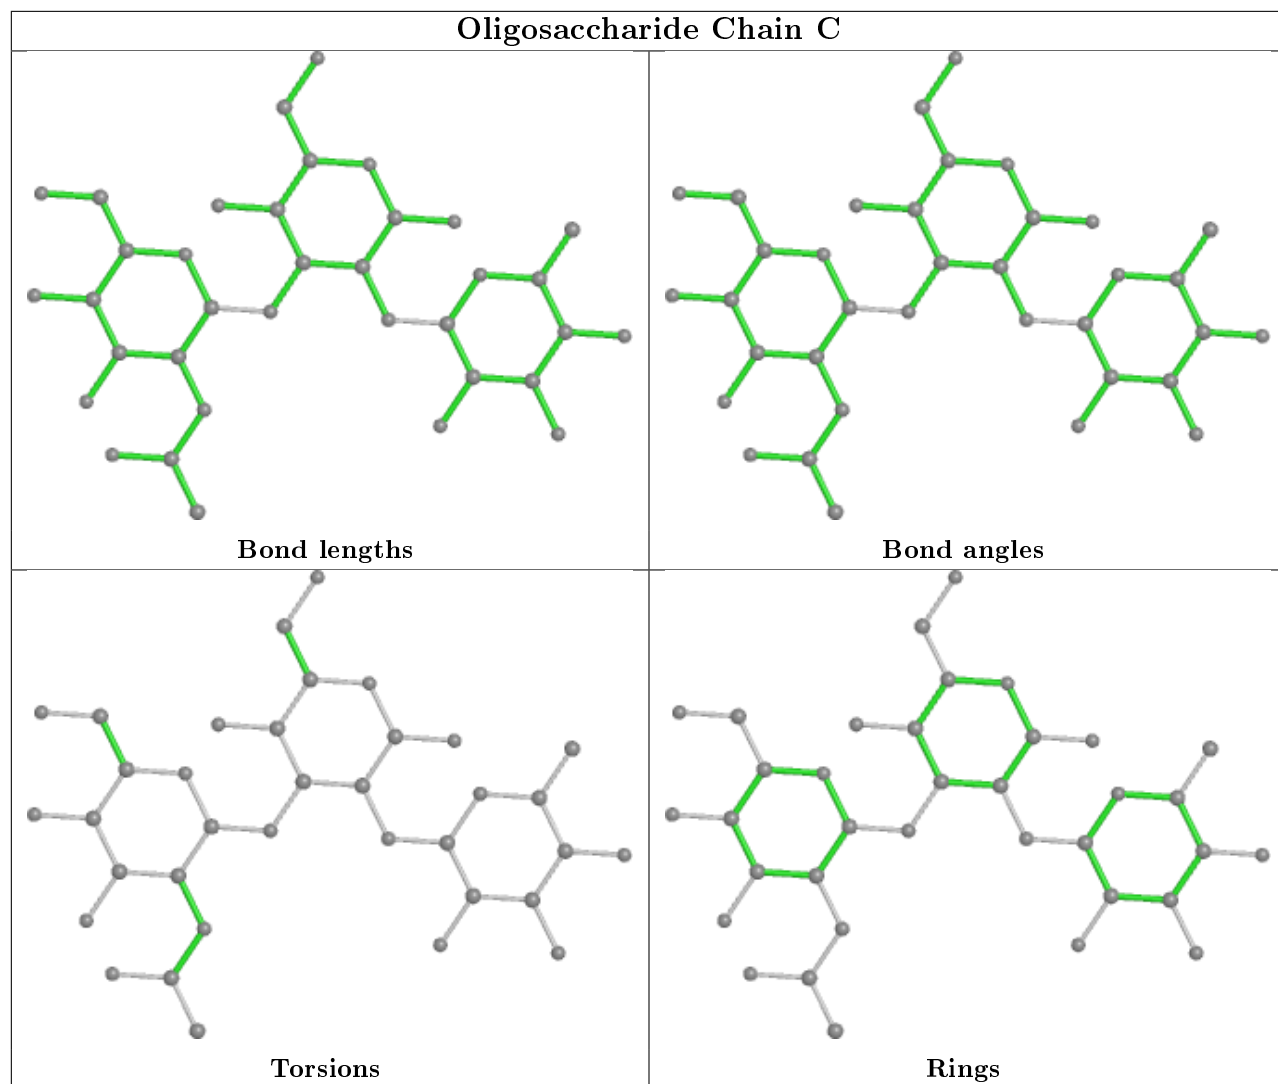 Oligosaccharide Chain C
Bond lengths
Bond angles
Torsions
Rings